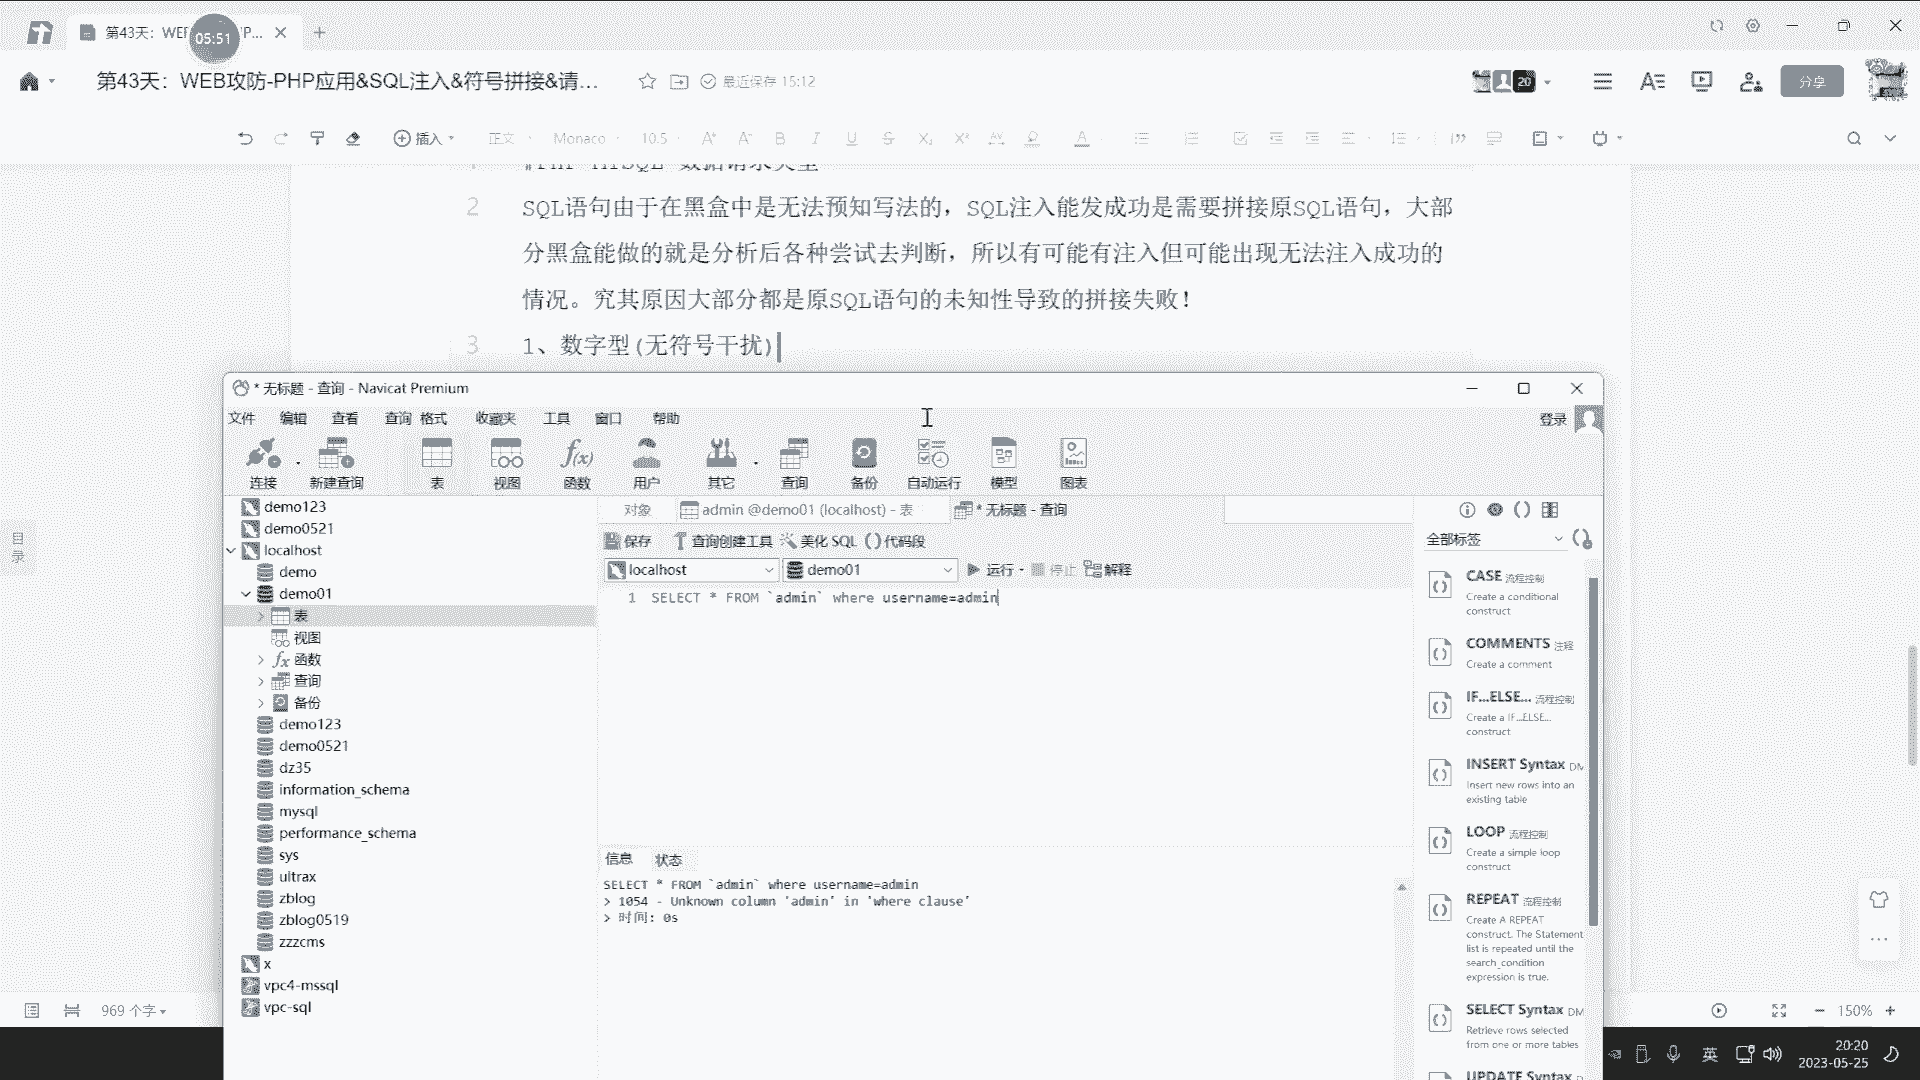 第43天：WEB
05:51
P...
第43天：WEB攻防-PHP应用&SQL注入&符号拼接&请...
最近保存 15:12
20
分享
插入
正文
Monaco
10.5
2
SQL语句由于在黑盒中是无法预知写法的，SQL注入能发成功是需要拼接原SQL语句，大部
分黑盒能做的就是分析后各种尝试去判断，所以有可能有注入但可能出现无法注入成功的
情况。究其原因大部分都是原SQL语句的未知性导致的拼接失败！
3
1、数字型(无符号干扰)
目录
* 无标题 - 查询 - Navicat Premium
文件 编辑 查看 查询 格式 收藏夹 工具 窗口 帮助
登录
连接 新建查询 表 视图 函数 用户 其它 查询 备份 自动运行 模型 图表
demo123
demo0521
localhost
demo
demo01
表
视图
函数
查询
备份
demo123
demo0521
dz35
information_schema
mysql
performance_schema
sys
ultrax
zblog
zblog0519
zzzcms
x
vpc4-mssql
vpc-sql
对象
admin @demo01 (localhost) - 表
* 无标题 - 查询
保存 查询创建工具 美化 SQL () 代码段
localhost demo01 运行 停止 解释
1 SELECT * FROM `admin` where username=admin
信息 状态
SELECT * FROM `admin` where username=admin
> 1054 - Unknown column 'admin' in 'where clause'
> 时间: 0s
全部标签
CASE 流程控制
Create a conditional
construct
COMMENTS 注释
Create a comment
IF...ELSE... 流程控制
Create a IF...ELSE...
construct
INSERT Syntax DM
Insert new rows into an
existing table
LOOP 流程控制
Create a simple loop
construct
REPEAT 流程控制
Create A REPEAT
construct. The Statement
list is repeated until the
search_condition
expression is true.
SELECT Syntax DM
Retrieve rows selected
from one or more tables
UPDATE Syntax
969 个字
150%
英
20:20
2023-05-25